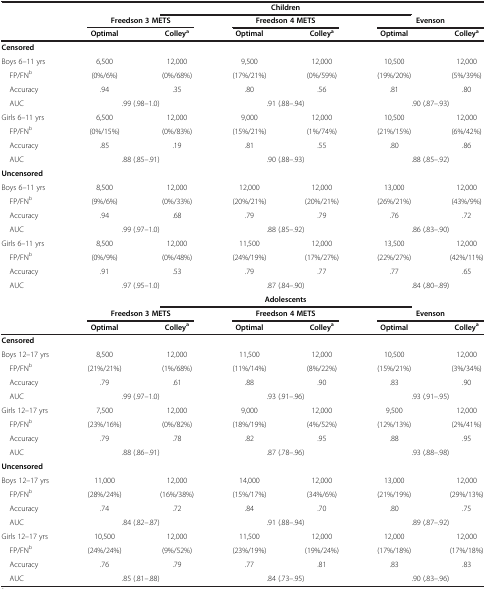 Children
Freedson 3 METS Freedson 4 METS Evenson
Optimal Colleyᵃ Optimal Colleyᵃ Optimal Colleyᵃ
Censored
Boys 6–11 yrs 6,500 12,000 9,500 12,000 10,500 12,000
FP/FNᵇ (0%/6%) (0%/68%) (17%/21%) (0%/59%) (19%/20%) (5%/39%)
Accuracy .94 .35 .80 .56 .81 .80
AUC .99 (.98–1.0) .91 (.88–.94) .90 (.87–.93)
Girls 6–11 yrs 6,500 12,000 9,000 12,000 10,500 12,000
FP/FNᵇ (0%/15%) (0%/83%) (15%/21%) (1%/74%) (21%/15%) (6%/42%)
Accuracy .85 .19 .81 .55 .80 .86
AUC .88 (.85–.91) .90 (.88–.93) .88 (.85–.92)
Uncensored
Boys 6–11 yrs 8,500 12,000 12,000 12,000 13,000 12,000
FP/FNᵇ (9%/6%) (0%/33%) (20%/21%) (20%/21%) (26%/21%) (43%/9%)
Accuracy .94 .68 .79 .79 .76 .72
AUC .99 (.97–1.0) .88 (.85–.92) .86 (.83–.90)
Girls 6–11 yrs 8,500 12,000 11,500 12,000 13,500 12,000
FP/FNᵇ (0%/9%) (0%/48%) (24%/19%) (17%/27%) (22%/27%) (42%/11%)
Accuracy .91 .53 .79 .77 .77 .65
AUC .97 (.95–1.0) .87 (.84–.90) .84 (.80–.89)
Adolescents
Freedson 3 METS Freedson 4 METS Evenson
Optimal Colleyᵃ Optimal Colleyᵃ Optimal Colleyᵃ
Censored
Boys 12–17 yrs 8,500 12,000 11,500 12,000 10,500 12,000
FP/FNᵇ (21%/21%) (1%/68%) (11%/14%) (8%/22%) (15%/21%) (3%/34%)
Accuracy .79 .61 .88 .90 .83 .90
AUC .99 (.97–1.0) .93 (.91–.96) .93 (.91–.95)
Girls 12–17 yrs 7,500 12,000 9,000 12,000 9,500 12,000
FP/FNᵇ (23%/16%) (0%/82%) (18%/19%) (4%/52%) (12%/13%) (2%/41%)
Accuracy .79 .78 .82 .95 .88 .95
AUC .88 (.86–.91) .87 (.78–.96) .93 (.88–.98)
Uncensored
Boys 12–17 yrs 11,000 12,000 14,000 12,000 13,000 12,000
FP/FNᵇ (28%/24%) (16%/38%) (15%/17%) (34%/6%) (21%/19%) (29%/13%)
Accuracy .74 .72 .84 .70 .80 .75
AUC .84 (.82–.87) .91 (.88–.94) .89 (.87–.92)
Girls 12–17 yrs 10,500 12,000 11,500 12,000 12,000 12,000
FP/FNᵇ (24%/24%) (9%/52%) (23%/19%) (19%/24%) (17%/18%) (17%/18%)
Accuracy .76 .79 .77 .81 .83 .83
AUC .85 (.81–.88) .84 (.73–.95) .90 (.83–.96)